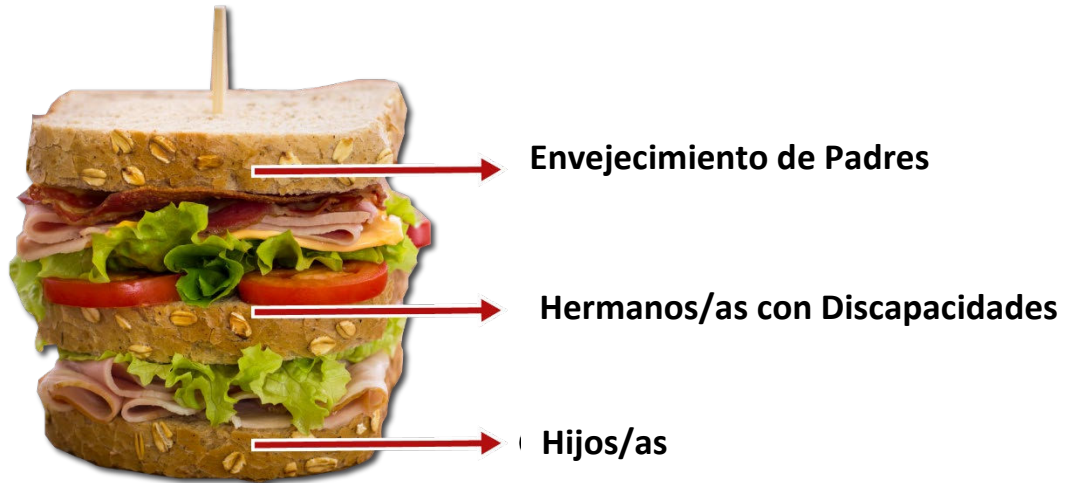 Envejecimiento de Padres
Hermanos/as con Discapacidades
Hijos/as